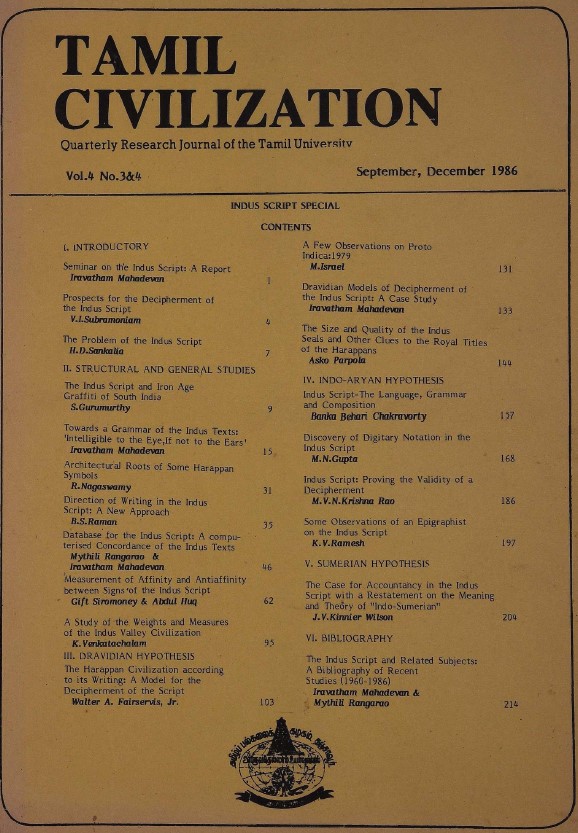 TAMIL
CIVILIZATION
Quarterly Research Journal of the Tamil University
Vol.4 No.3&4
September, December 1986
INDUS SCRIPT SPECIAL
CONTENTS
I. INTRODUCTORY
Seminar on the Indus Script: A Report
Iravatham Mahadevan 1
Prospects for the Decipherment of
the Indus Script
V.I.Subramoniam 4
The Problem of the Indus Script
H.D.Sankalia 7
II. STRUCTURAL AND GENERAL STUDIES
The Indus Script and Iron Age
Graffiti of South India
S.Gurumurthy 9
Towards a Grammar of the Indus Texts:
'Intelligible to the Eye,If not to the Ears'
Iravatham Mahadevan 15
Architectural Roots of Some Harappan
Symbols
R.Nagaswamy 31
Direction of Writing in the Indus
Script: A New Approach
B.S.Raman 35
Database for the Indus Script: A compu-
terised Concordance of the Indus Texts
Mythili Rangarao &
Iravatham Mahadevan 46
Measurement of Affinity and Antiaffinity
between Signs of the Indus Script
Gift Siromoney & Abdul Huq 62
A Study of the Weights and Measures
of the Indus Valley Civilization
K.Venkatachalam 95
III. DRAVIDIAN HYPOTHESIS
The Harappan Civilization according
to its Writing: A Model for the
Decipherment of the Script
Walter A. Fairservis, Jr. 103
A Few Observations on Proto
Indica:1979
M.Israel 131
Dravidian Models of Decipherment of
the Indus Script: A Case Study
Iravatham Mahadevan 133
The Size and Quality of the Indus
Seals and Other Clues to the Royal Titles
of the Harappans
Asko Parpola 144
IV. INDO-ARYAN HYPOTHESIS
Indus Script-The Language, Grammar
and Composition
Banka Behari Chakravorty 157
Discovery of Digitary Notation in the
Indus Script
M.N.Gupta 168
Indus Script: Proving the Validity of a
Decipherment
M.V.N.Krishna Rao 186
Some Observations of an Epigraphist
on the Indus Script
K.V.Ramesh 197
V. SUMERIAN HYPOTHESIS
The Case for Accountancy in the Indus
Script with a Restatement on the Meaning
and Theory of "Indo-Sumerian"
J.V.Kinnier Wilson 204
VI. BIBLIOGRAPHY
The Indus Script and Related Subjects:
A Bibliography of Recent
Studies (1960-1986)
Iravatham Mahadevan &
Mythili Rangarao 214